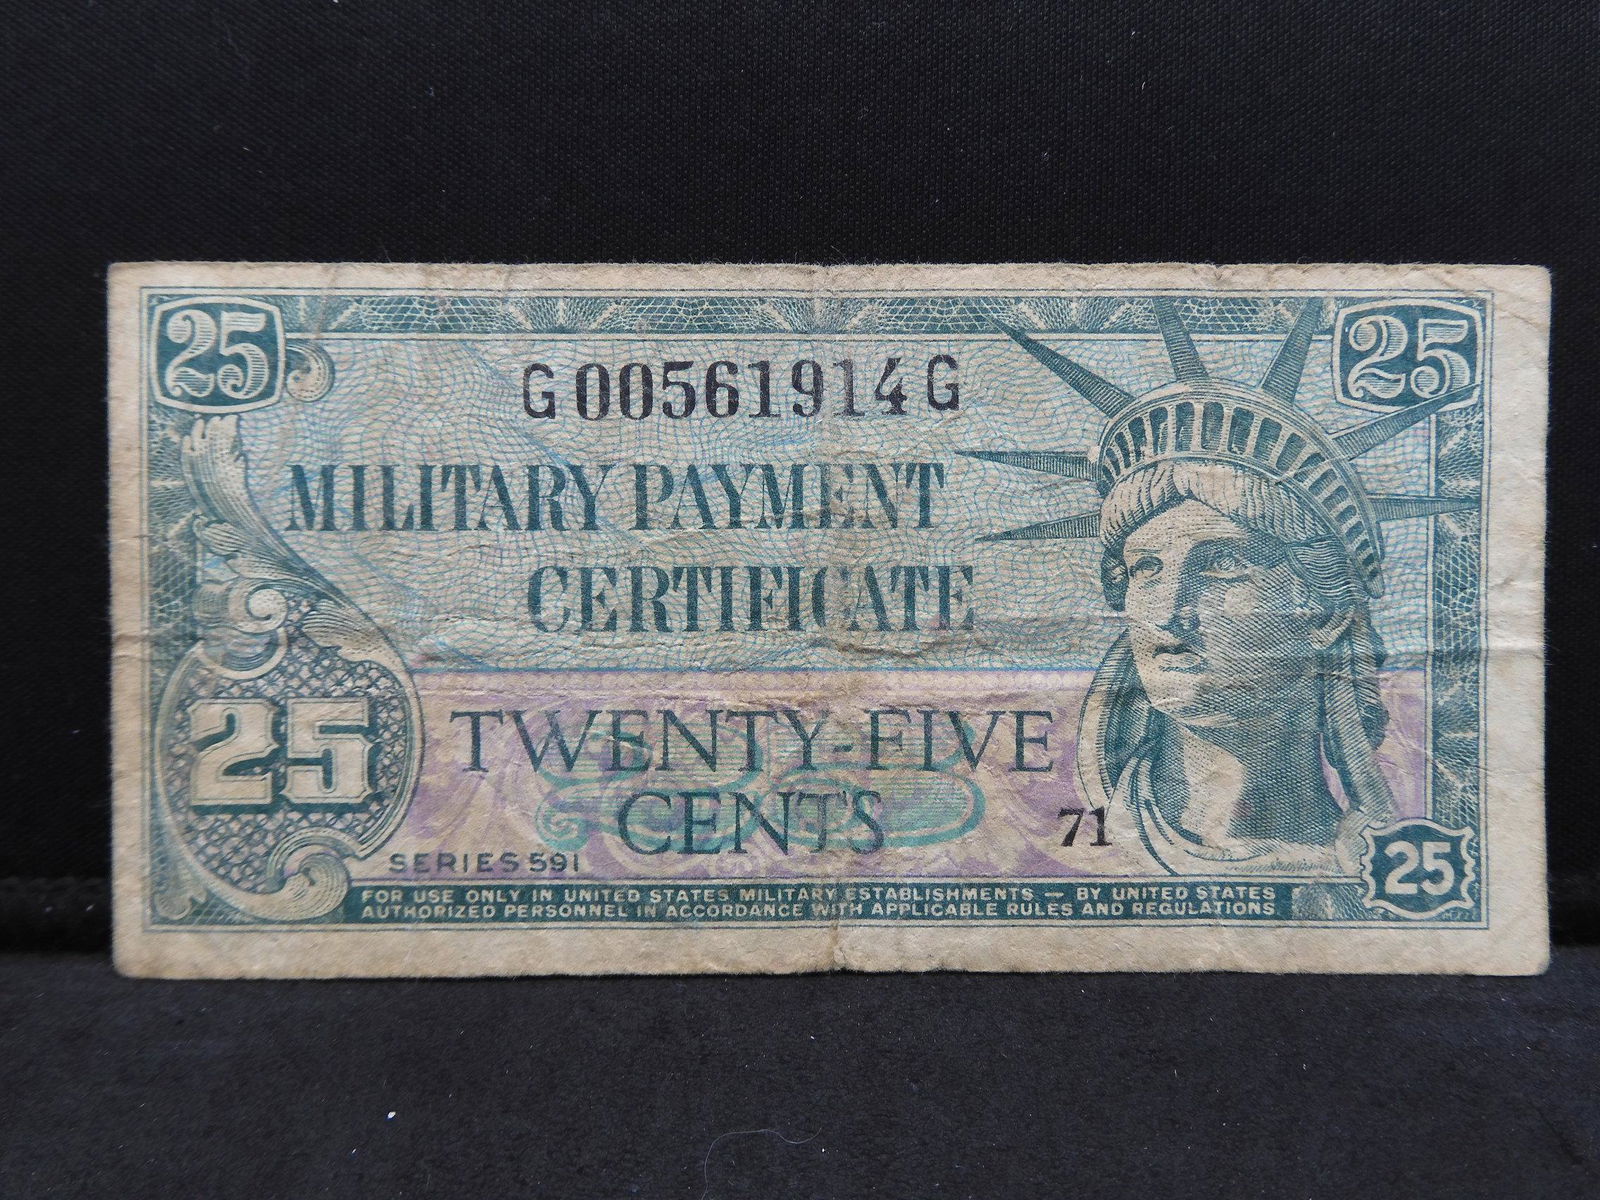 25 25
G00561914G
MILITARY PAYMENT
CERTIFICATE
25
TWENTY-FIVE
CENTS
71
SERIES 591
25
FOR USE ONLY IN UNITED STATES MILITARY ESTABLISHMENTS — BY UNITED STATES
AUTHORIZED PERSONNEL IN ACCORDANCE WITH APPLICABLE RULES AND REGULATIONS